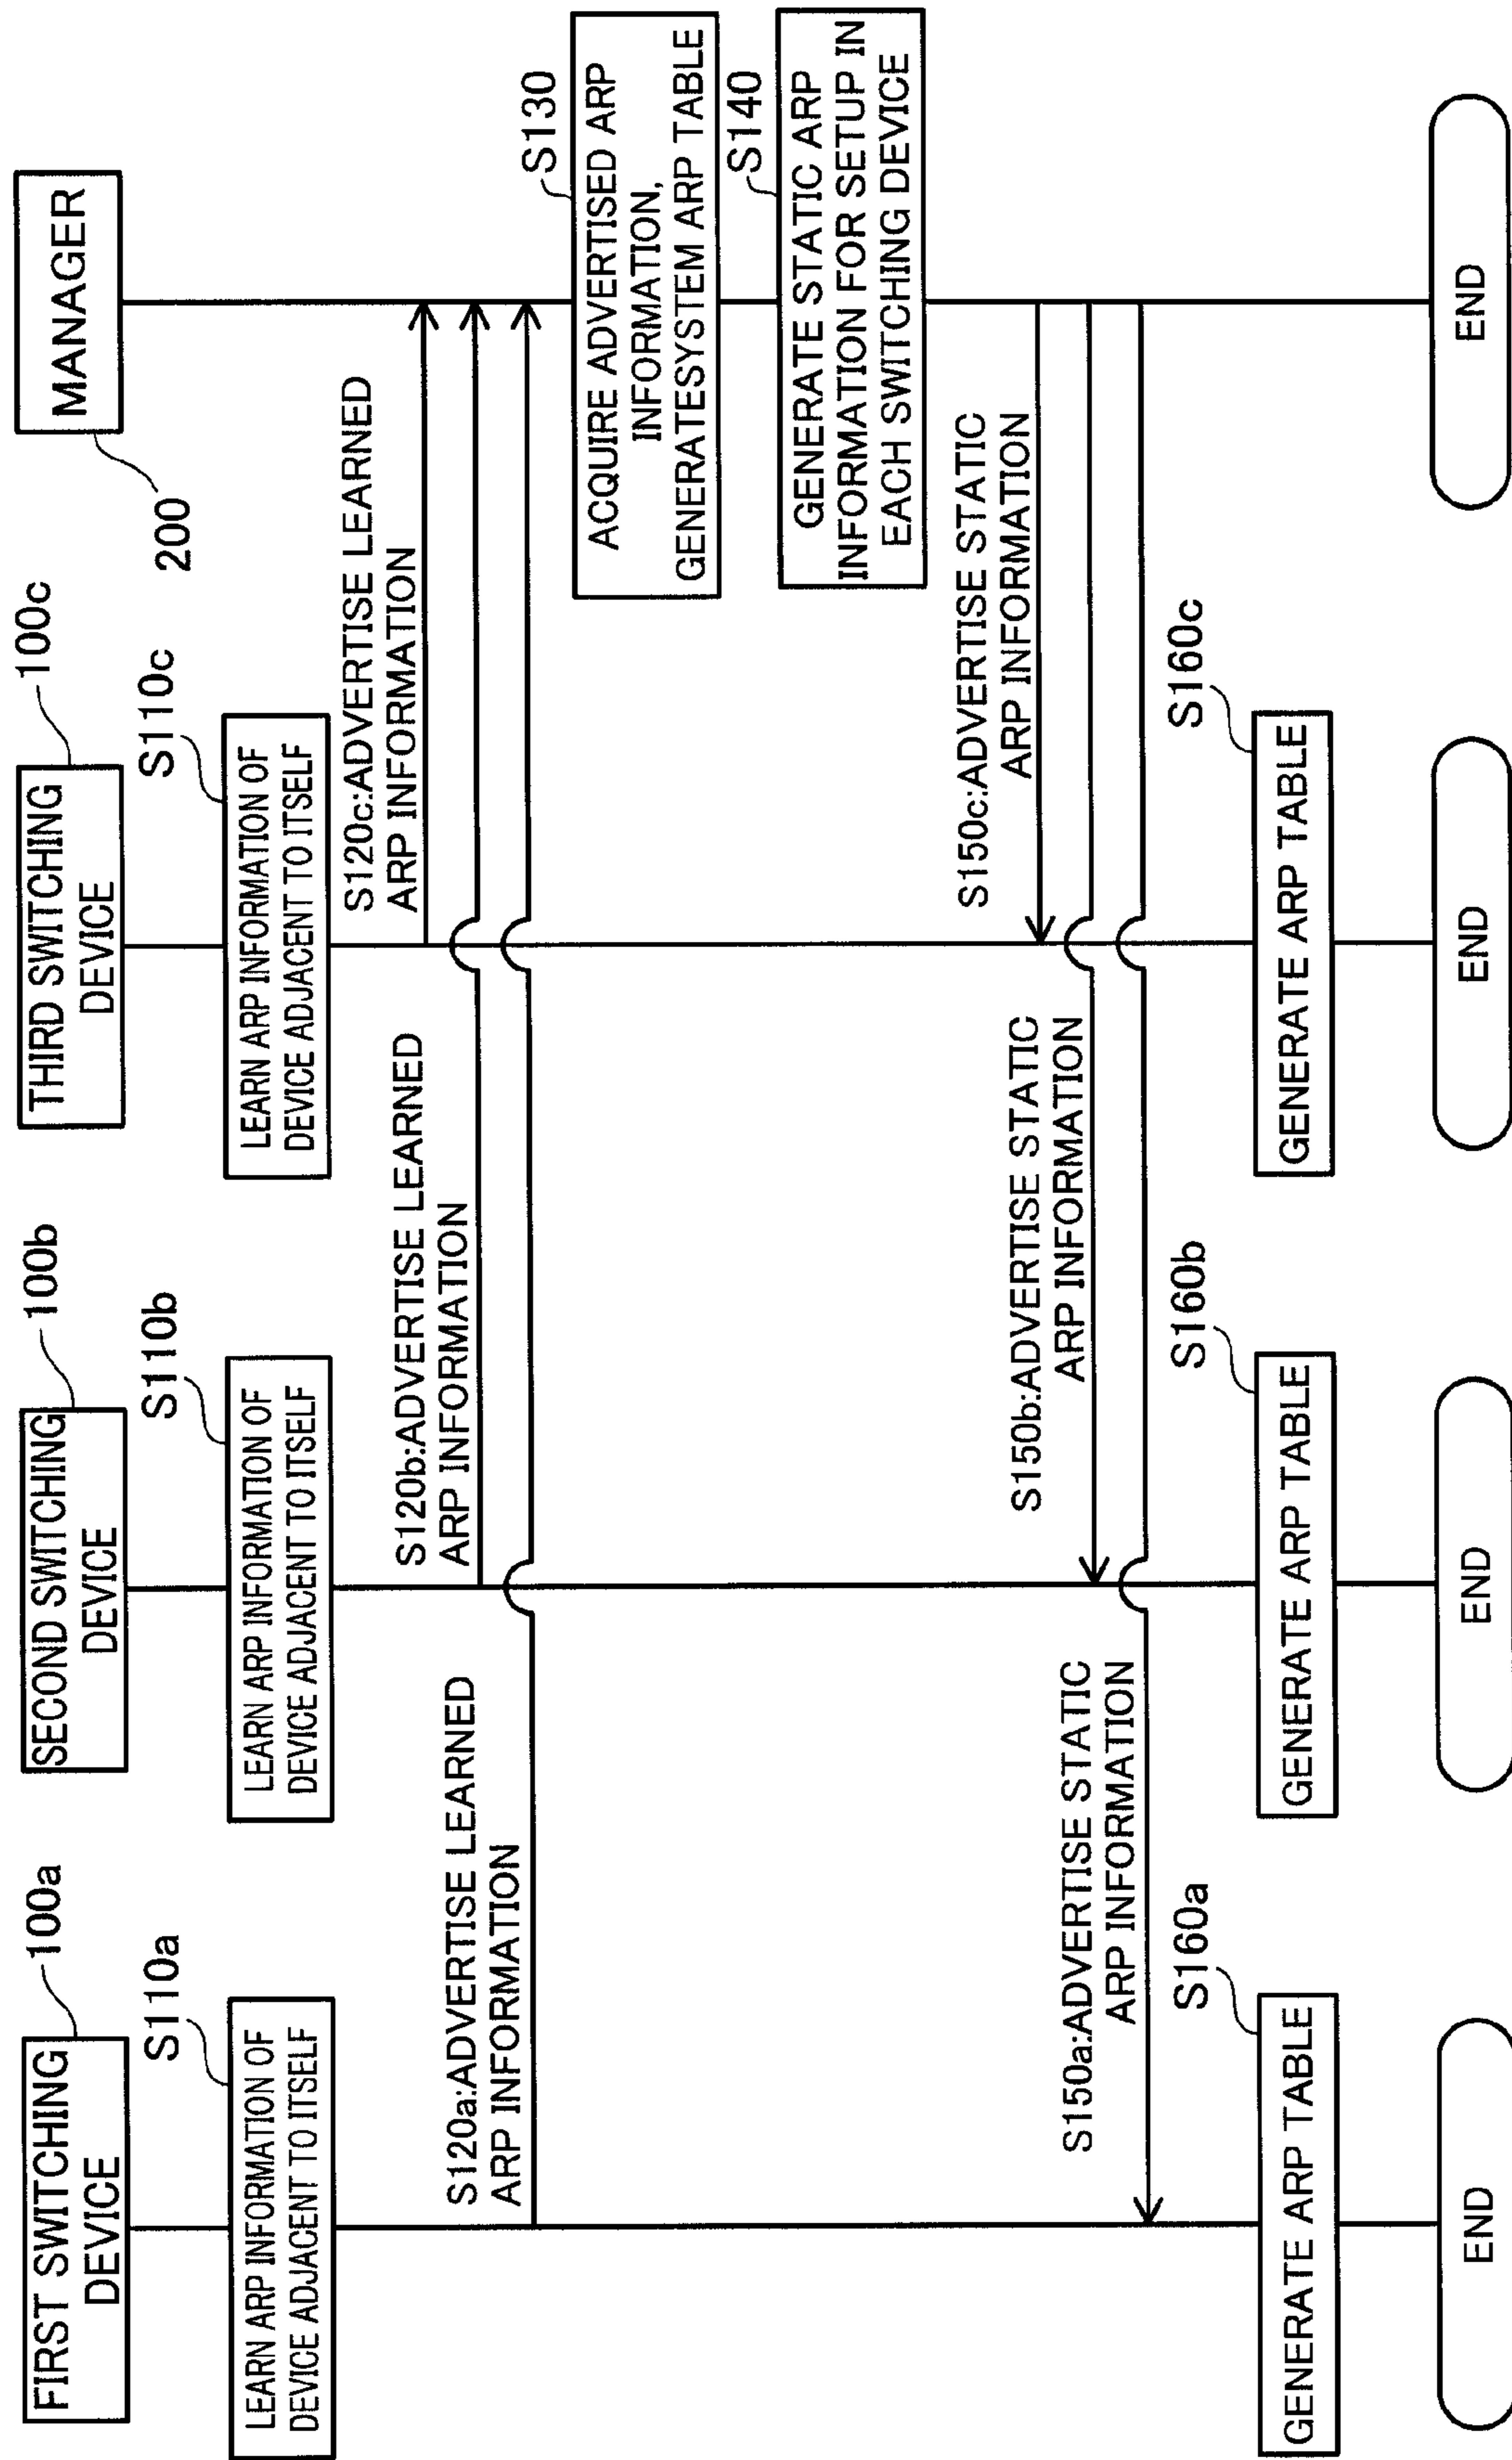 FIRST SWITCHING
DEVICE
100a
SECOND SWITCHING
DEVICE
100b
THIRD SWITCHING
DEVICE
100c
MANAGER
200
S110a
LEARN ARP INFORMATION OF
DEVICE ADJACENT TO ITSELF
S110b
LEARN ARP INFORMATION OF
DEVICE ADJACENT TO ITSELF
S110c
LEARN ARP INFORMATION OF
DEVICE ADJACENT TO ITSELF
S120c:ADVERTISE LEARNED
ARP INFORMATION
S120b:ADVERTISE LEARNED
ARP INFORMATION
S120a:ADVERTISE LEARNED
ARP INFORMATION
S130
ACQUIRE ADVERTISED ARP
INFORMATION,
GENERATESYSTEM ARP TABLE
S140
GENERATE STATIC ARP
INFORMATION FOR SETUP IN
EACH SWITCHING DEVICE
S150c:ADVERTISE STATIC
ARP INFORMATION
S150b:ADVERTISE STATIC
ARP INFORMATION
S150a:ADVERTISE STATIC
ARP INFORMATION
S160a
GENERATE ARP TABLE
S160b
GENERATE ARP TABLE
S160c
GENERATE ARP TABLE
END
END
END
END